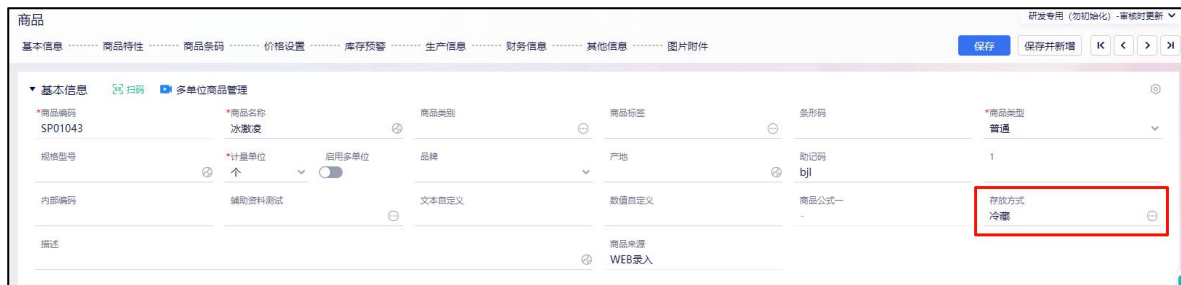 商品
研发专用（勿初始化）-审核时更新
基本信息 商品特性 商品条码 价格设置 库存预警 生产信息 财务信息 其他信息 图片附件 保存 保存并新增
基本信息 扫码 多单位商品管理
*商品编码 *商品名称 商品类别 商品标签 条形码 *商品类型
SP01043 冰激凌 普通
规格型号 *计量单位 启用多单位 品牌 产地 助记码 1
个 bjl
内部编码 辅助资料测试 文本自定义 数值自定义 商品公式一 存放方式
- 冷藏
描述 商品来源
WEB录入